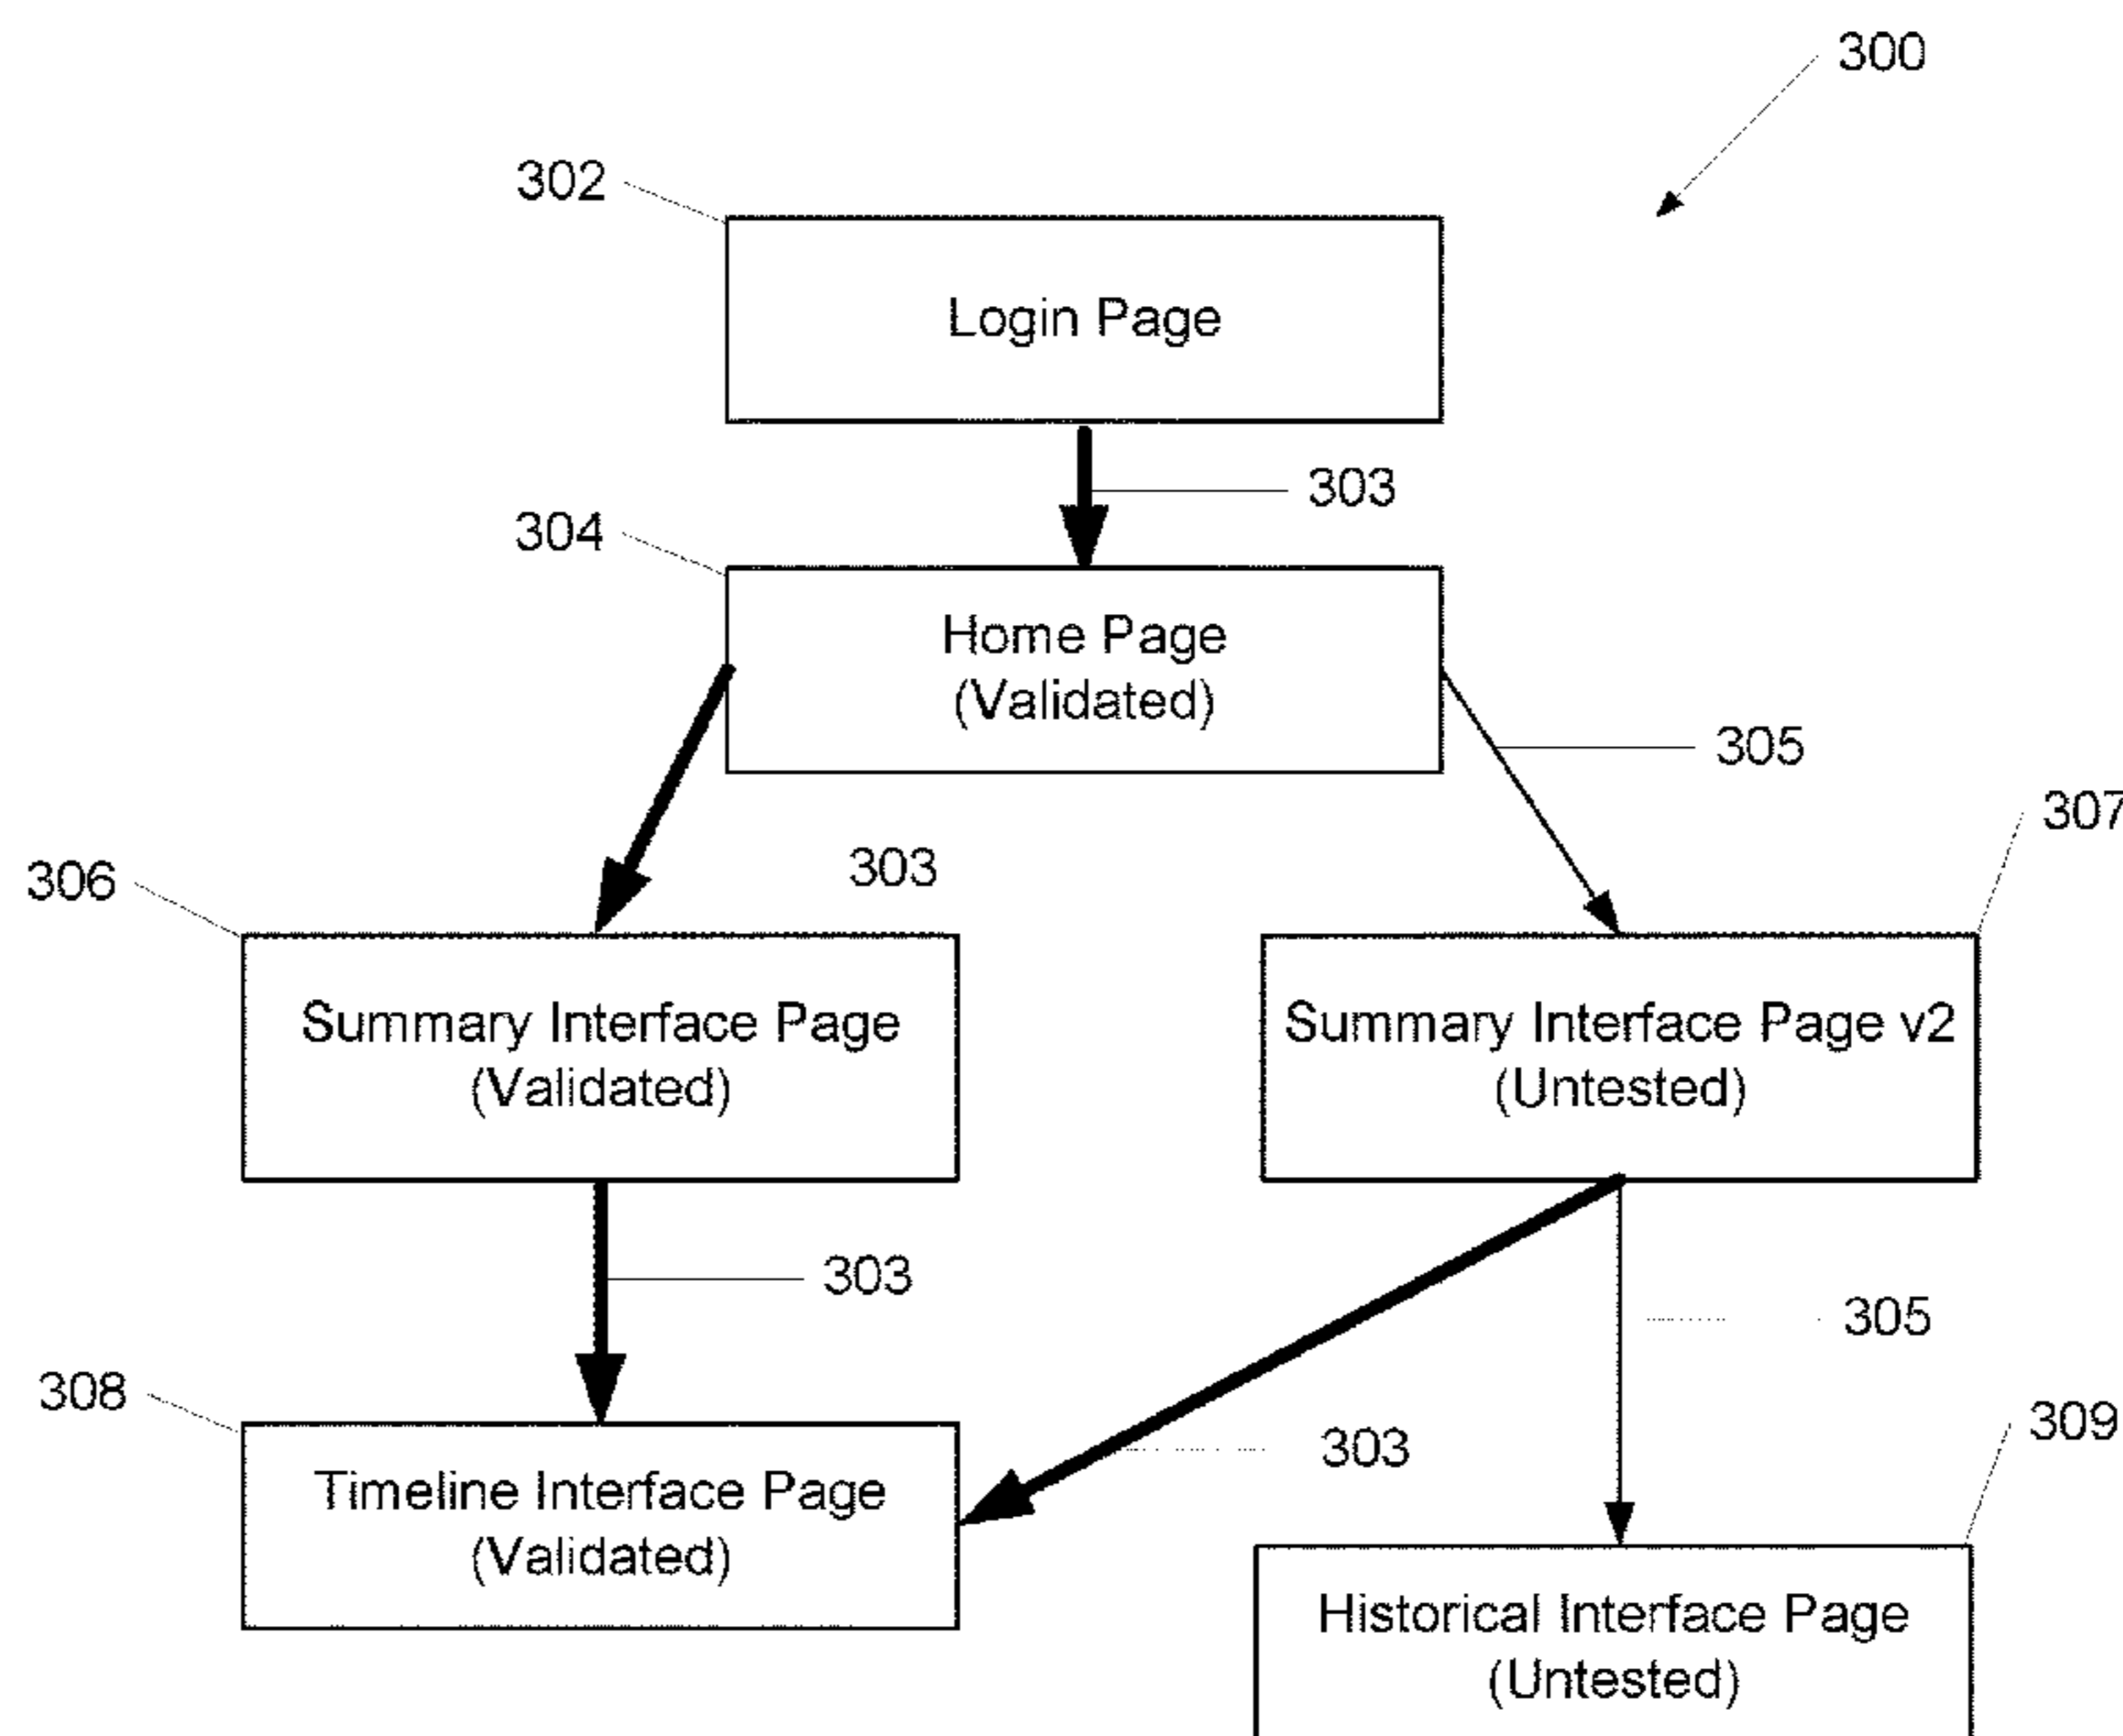 300
302
Login Page
303
304
Home Page
(Validated)
305
307
303
306
Summary Interface Page
(Validated)
Summary Interface Page v2
(Untested)
303
305
308
303
309
Timeline Interface Page
(Validated)
Historical Interface Page
(Untested)